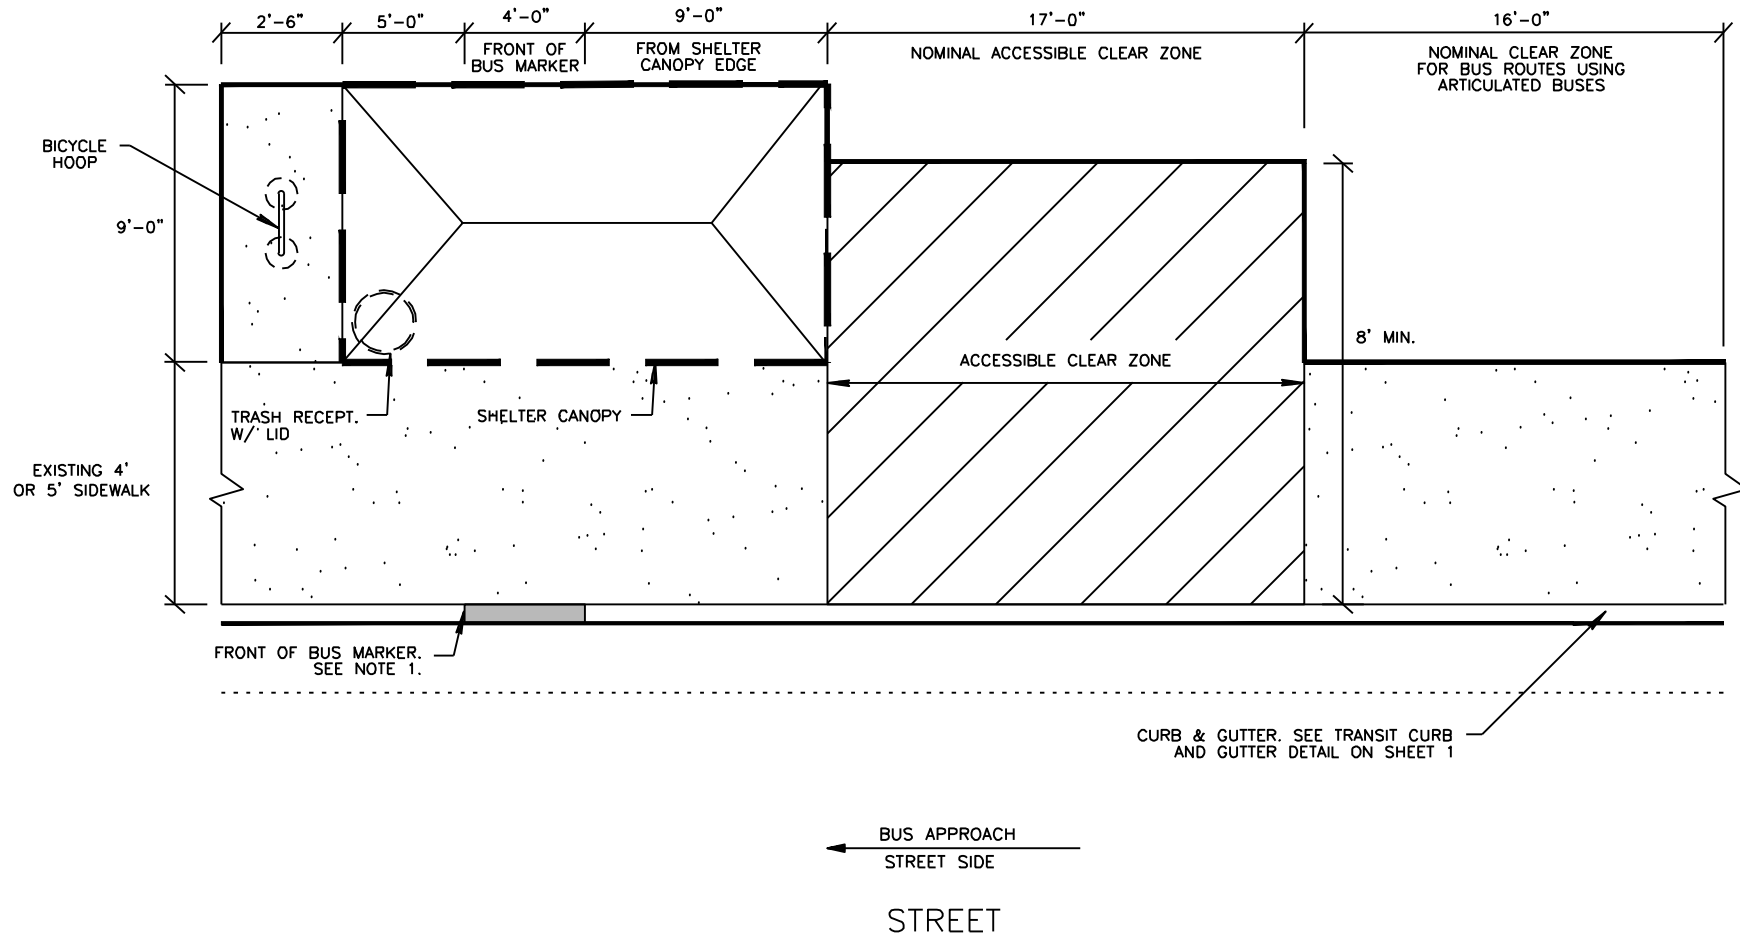 2'-6" 5'-0" 4'-0" 9'-0" 17'-0" 16'-0"
FRONT OF
BUS MARKER
FROM SHELTER
CANOPY EDGE
NOMINAL ACCESSIBLE CLEAR ZONE
NOMINAL CLEAR ZONE
FOR BUS ROUTES USING
ARTICULATED BUSES
BICYCLE
HOOP
9'-0"
8' MIN.
ACCESSIBLE CLEAR ZONE
TRASH RECEPT.
W/ LID
SHELTER CANOPY
EXISTING 4'
OR 5' SIDEWALK
FRONT OF BUS MARKER.
SEE NOTE 1.
CURB & GUTTER. SEE TRANSIT CURB
AND GUTTER DETAIL ON SHEET 1
BUS APPROACH
STREET SIDE
STREET